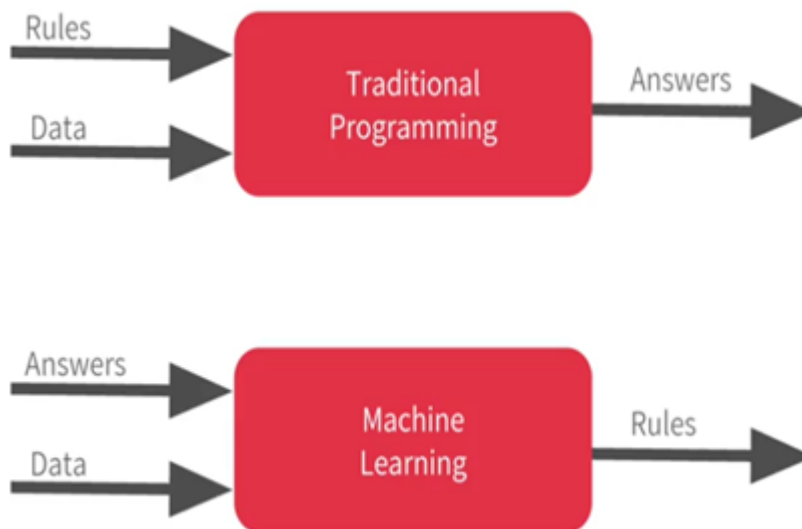 Rules
Data
Traditional
Programming
Answers
Answers
Data
Machine
Learning
Rules